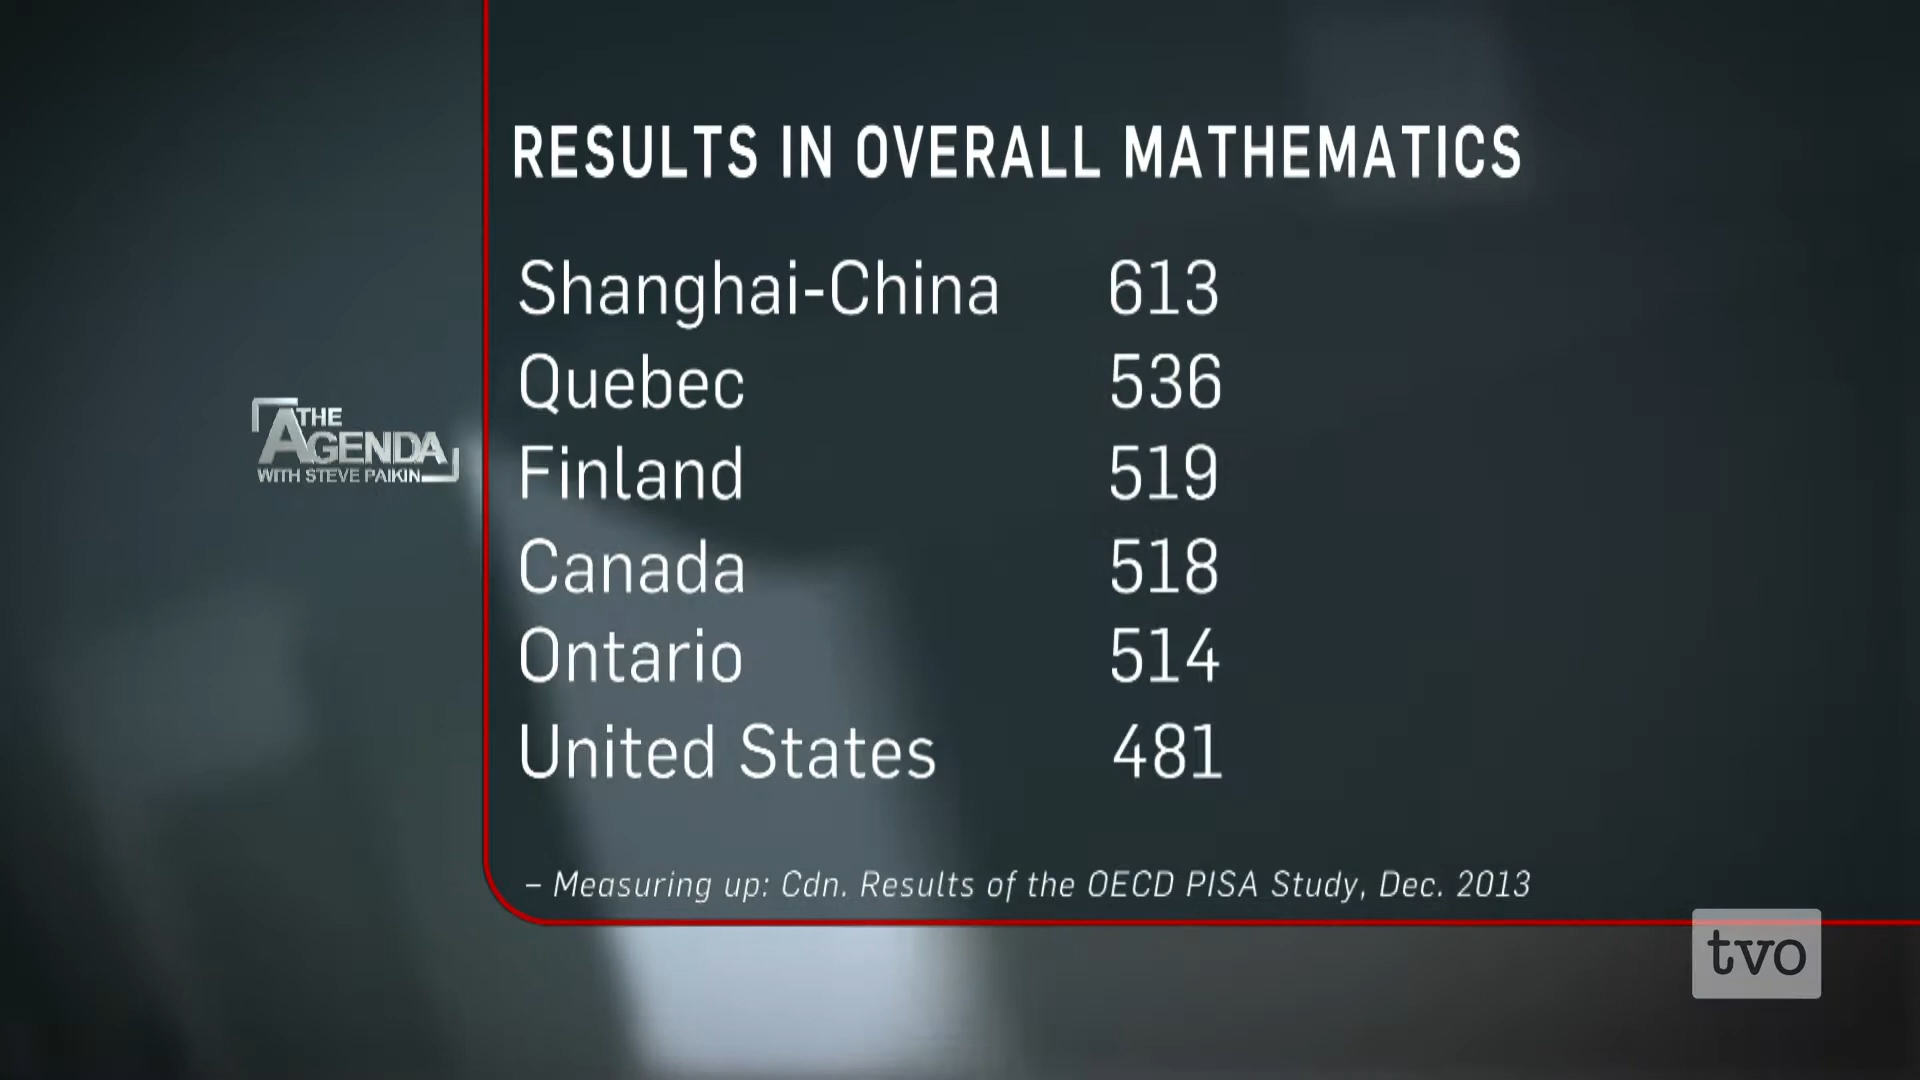 RESULTS IN OVERALL MATHEMATICS
Shanghai-China 613
Quebec 536
Finland 519
Canada 518
Ontario 514
United States 481
– Measuring up: Cdn. Results of the OECD PISA Study, Dec. 2013
THE
AGENDA
WITH STEVE PAIKIN
tvo